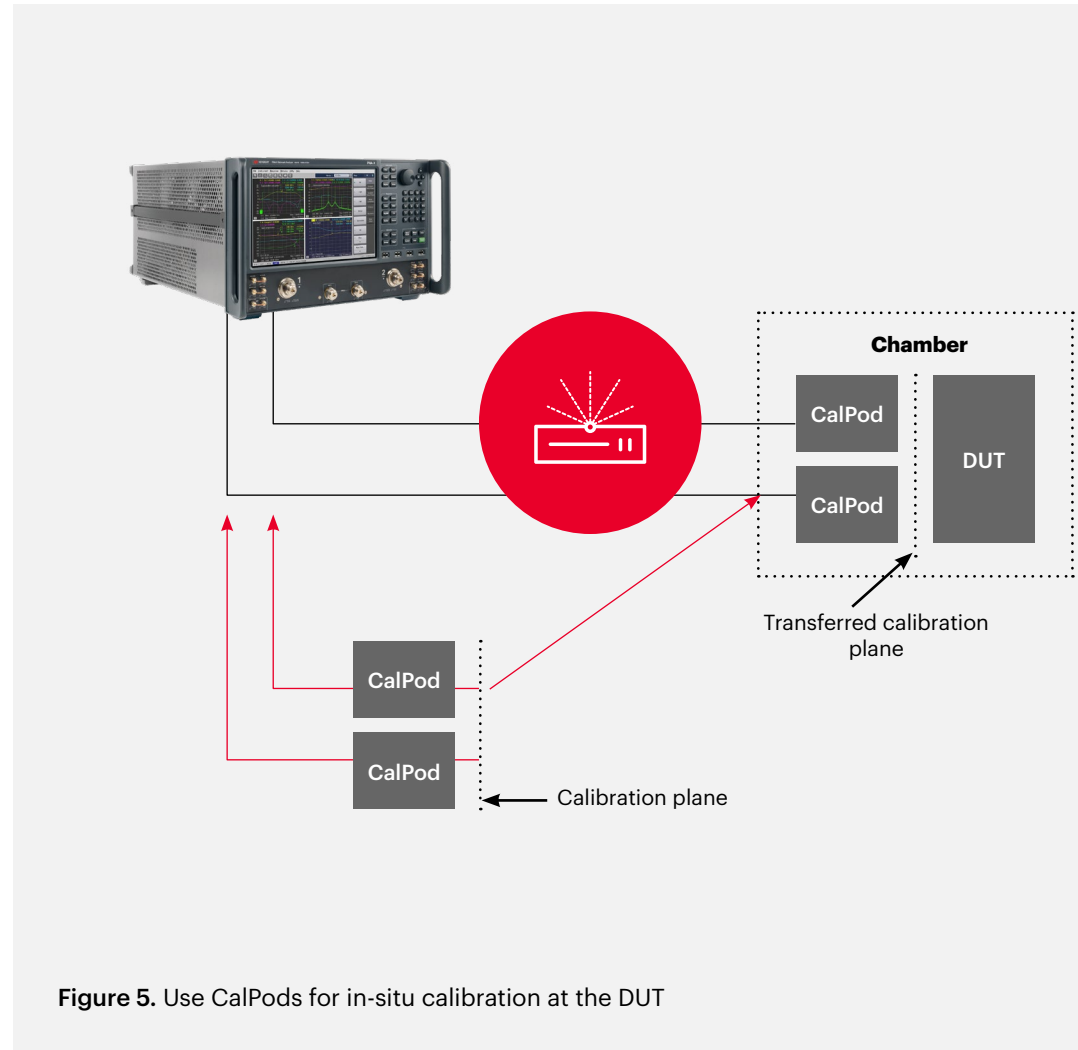 Chamber
CalPod
CalPod
DUT
Transferred calibration
plane
CalPod
CalPod
Calibration plane
Figure 5. Use CalPods for in-situ calibration at the DUT